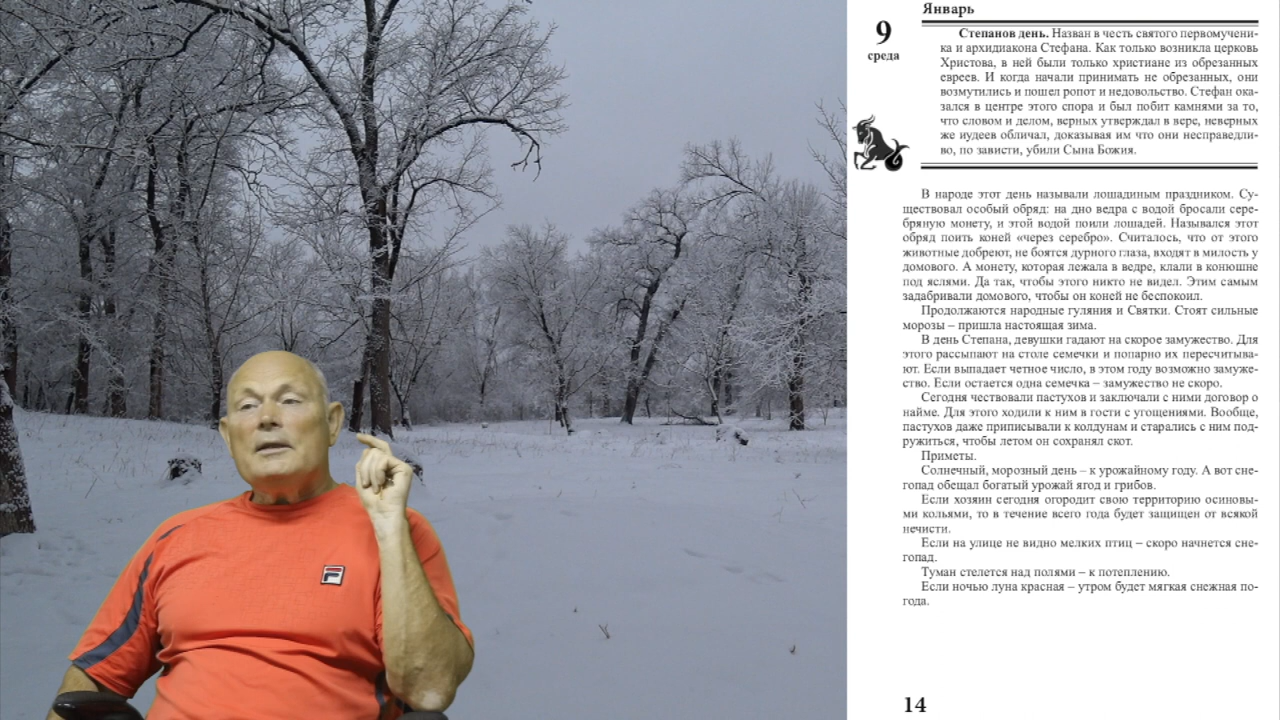 Январь
9
среда
Степанов день. Назван в честь святого первомучени-
ка и архидиакона Стефана. Как только возникла церковь
Христова, в ней были только христиане из обрезанных
евреев. И когда начали принимать не обрезанных, они
возмутились и пошел ропот и недовольство. Стефан ока-
зался в центре этого спора и был побит камнями за то,
что словом и делом, верных утверждал в вере, неверных
же иудеев обличал, доказывая им что они несправедли-
во, по зависти, убили Сына Божия.
В народе этот день называли лошадиным праздником. Су-
ществовал особый обряд: на дно ведра с водой бросали сере-
бряную монету, и этой водой поили лошадей. Назывался этот
обряд поить коней «через серебро». Считалось, что от этого
животные добреют, не боятся дурного глаза, входят в милость у
домового. А монету, которая лежала в ведре, клали в конюшне
под яслями. Да так, чтобы этого никто не видел. Этим самым
задабривали домового, чтобы он коней не беспокоил.
Продолжаются народные гуляния и Святки. Стоят сильные
морозы – пришла настоящая зима.
В день Степана, девушки гадают на скорое замужество. Для
этого рассыпают на столе семечки и попарно их пересчитыва-
ют. Если выпадает четное число, в этом году возможно замуже-
ство. Если остается одна семечка – замужество не скоро.
Сегодня чествовали пастухов и заключали с ними договор о
найме. Для этого ходили к ним в гости с угощениями. Вообще,
пастухов даже приписывали к колдунам и старались с ним под-
ружиться, чтобы летом он сохранял скот.
Приметы.
Солнечный, морозный день – к урожайному году. А вот сне-
гопад обещал богатый урожай ягод и грибов.
Если хозяин сегодня огородит свою территорию осиновы-
ми кольями, то в течение всего года будет защищен от всякой
нечисти.
Если на улице не видно мелких птиц – скоро начнется сне-
гопад.
Туман стелется над полями – к потеплению.
Если ночью луна красная – утром будет мягкая снежная по-
года.
14